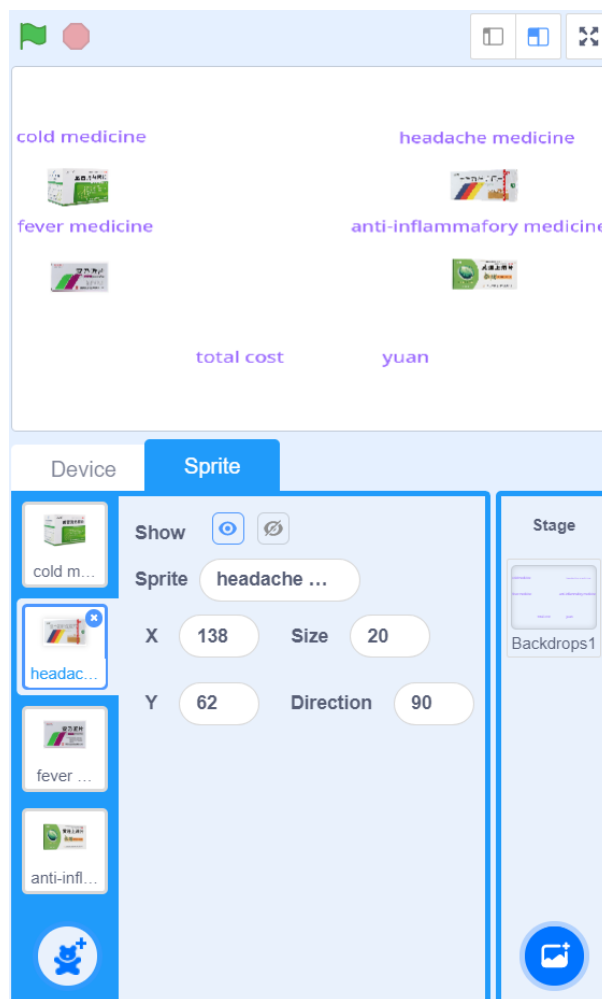 cold medicine
headache medicine
fever medicine
anti-inflammafory medicine
total cost
yuan
Device
Sprite
cold m...
headac...
fever ...
anti-infl...
Show
Sprite
headache ...
X
138
Size
20
Y
62
Direction
90
Stage
Backdrops1